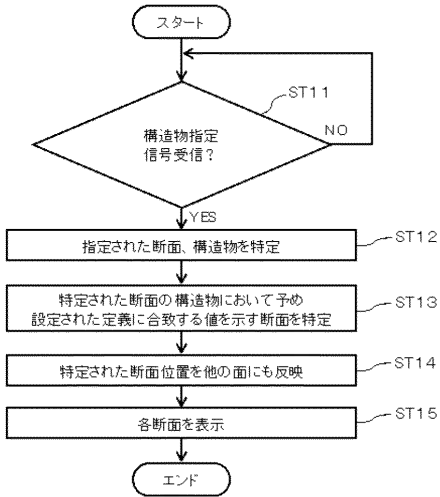 スタート
ST11
構造物指定
信号受信?
NO
YES
指定された断面、構造物を特定
ST12
特定された断面の構造物において予め
設定された定義に合致する値を示す断面を特定
ST13
特定された断面位置を他の面にも反映
ST14
各断面を表示
ST15
エンド